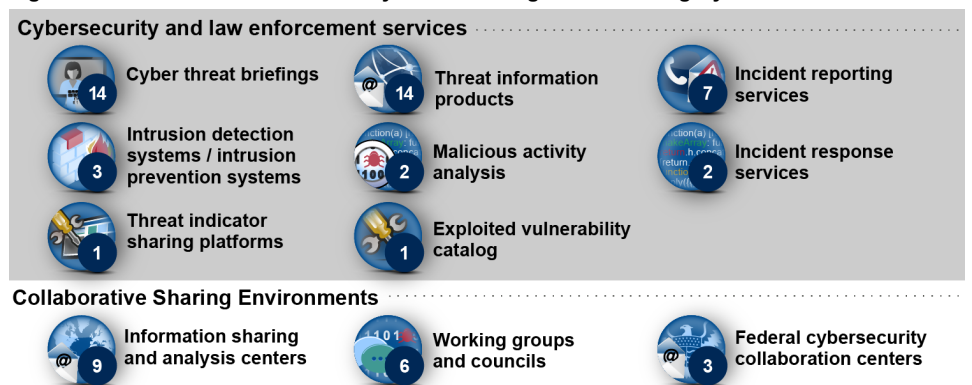 Cybersecurity and law enforcement services
14
Cyber threat briefings
14
Threat information
products
7
Incident reporting
services
3
Intrusion detection
systems / intrusion
prevention systems
2
Malicious activity
analysis
2
Incident response
services
1
Threat indicator
sharing platforms
1
Exploited vulnerability
catalog
Collaborative Sharing Environments
@
9
Information sharing
and analysis centers
1101
6
Working groups
and councils
@
3
Federal cybersecurity
collaboration centers